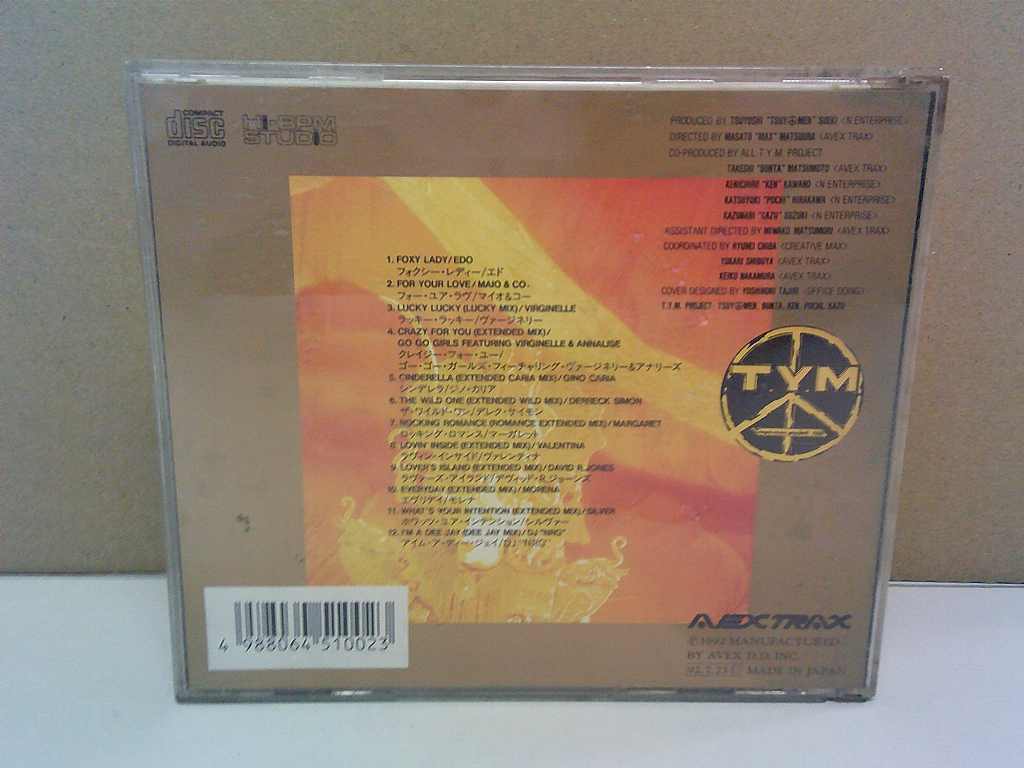 COMPACT
disc
DIGITAL AUDIO
Hi-BPM
STUDIO
PRODUCED BY TSUYOSHI "TSUY⊕MEN" SUEKI <N ENTERPRISE>
DIRECTED BY MASATO "MAX" MATSUURA <AVEX TRAX>
CO-PRODUCED BY ALL T.Y.M. PROJECT
TAKESHI "BUNTA" MATSUMOTO <AVEX TRAX>
KENICHIRO "KEN" KAWANO <N ENTERPRISE>
KATSUYUKI "POCHI" HIRAKAWA <N ENTERPRISE>
KAZUNARI "GAZU" SUZUKI <N ENTERPRISE>
ASSISTANT DIRECTED BY MIWAKO MATSUMURA <AVEX TRAX>
COORDINATED BY RYUHEI CHIBA <CREATIVE MAX>
YUKARI SHIBUYA <AVEX TRAX>
KEIKO NAKAMURA <AVEX TRAX>
COVER DESIGNED BY YOSHINORI TAJIRI <OFFICE DOING>
T.Y.M. PROJECT: TSUY⊕MEN, BUNTA, KEN, POCHI, GAZU
1. FOXY LADY/EDO
フォクシー・レディー/エド
2. FOR YOUR LOVE/MAIO & CO.
フォー・ユア・ラヴ/マイオ&コー
3. LUCKY LUCKY (LUCKY MIX)/VIRGINELLE
ラッキー・ラッキー/ヴァージネリー
4. CRAZY FOR YOU (EXTENDED MIX)/
GO GO GIRLS FEATURING VIRGINELLE & ANNALISE
クレイジー・フォー・ユー/
ゴー・ゴー・ガールズ・フィーチャリング・ヴァージネリー&アナリーズ
5. CINDERELLA (EXTENDED CARIA MIX)/GINO CARIA
シンデレラ/ジノ・カリア
6. THE WILD ONE (EXTENDED WILD MIX)/DERRECK SIMON
ザ・ワイルド・ワン/デレク・サイモン
7. ROCKING ROMANCE (ROMANCE EXTENDED MIX)/MARGARET
ロッキング・ロマンス/マーガレット
8. LOVIN' INSIDE (EXTENDED MIX)/VALENTINA
ラヴィン・インサイド/ヴァレンティナ
9. LOVER'S ISLAND (EXTENDED MIX)/DAVID R.JONES
ラヴァーズ・アイランド/デヴィッド・R.ジョーンズ
10. EVERYDAY (EXTENDED MIX)/MORENA
エヴリデイ/モレナ
11. WHAT'S YOUR INTENTION (EXTENDED MIX)/SILVER
ホワッツ・ユア・インテンション/シルヴァー
12. I'M A DEE JAY (DEE JAY MIX)/DJ "NRG"
アイム・ア・ディー・ジェイ/DJ "NRG"
TYM
4 988064 510023
AVEX TRAX
© 1992 MANUFACTURED
BY AVEX D.D. INC.
MADE IN JAPAN